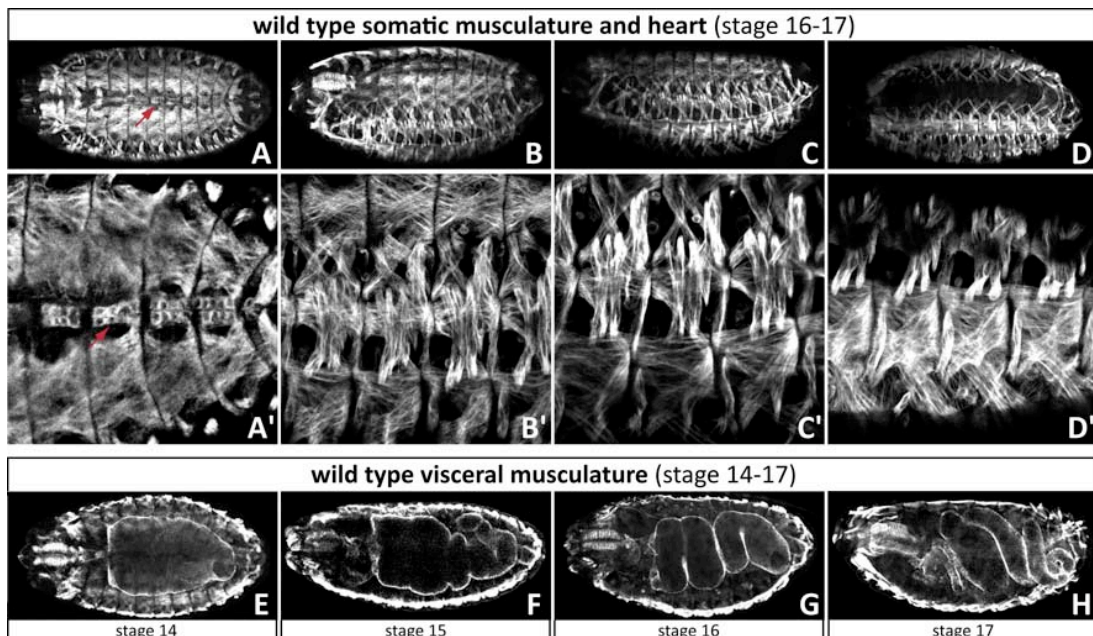 wild type somatic musculature and heart (stage 16-17)
A
B
C
D
A'
B'
C'
D'
wild type visceral musculature (stage 14-17)
E
F
G
H
stage 14
stage 15
stage 16
stage 17